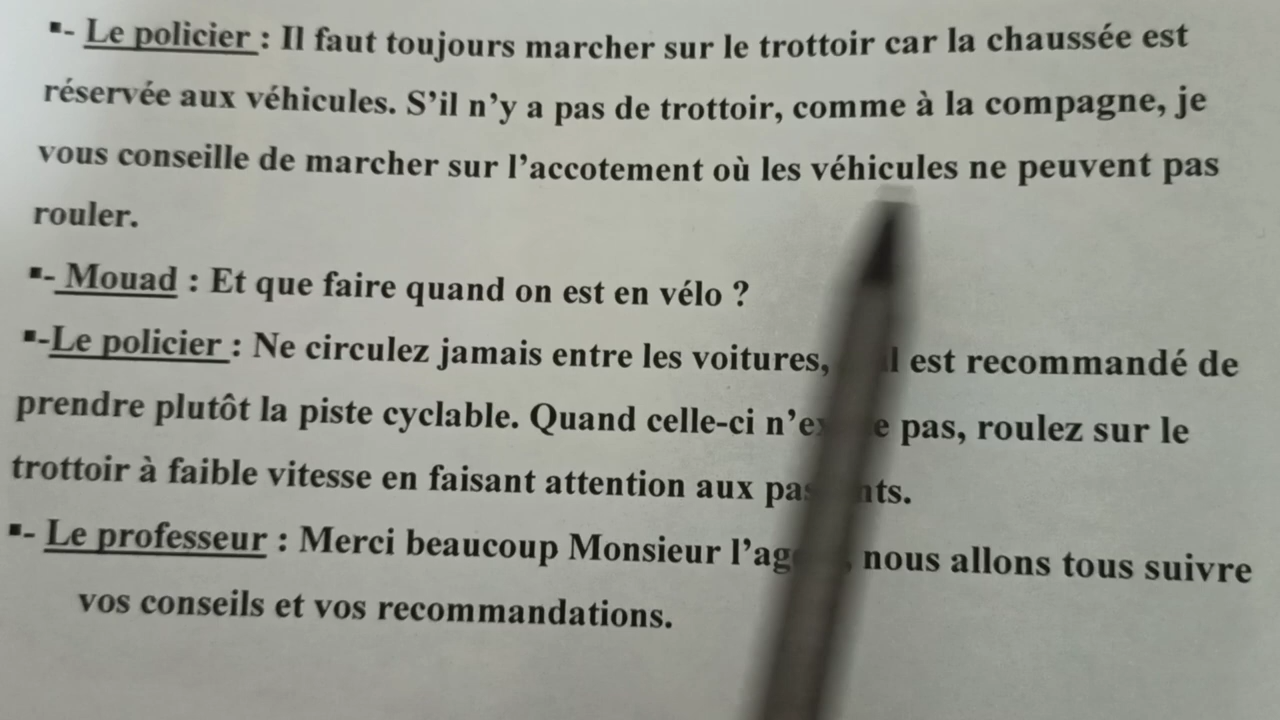 ▪- Le policier : Il faut toujours marcher sur le trottoir car la chaussée est
réservée aux véhicules. S’il n’y a pas de trottoir, comme à la compagne, je
vous conseille de marcher sur l’accotement où les véhicules ne peuvent pas
rouler.
▪- Mouad : Et que faire quand on est en vélo ?
▪-Le policier : Ne circulez jamais entre les voitures, est recommandé de
prendre plutôt la piste cyclable. Quand celle-ci pas, roulez sur le
trottoir à faible vitesse en faisant attention aux
▪- Le professeur : Merci beaucoup Monsieur nous allons tous suivre
vos conseils et vos recommandations.